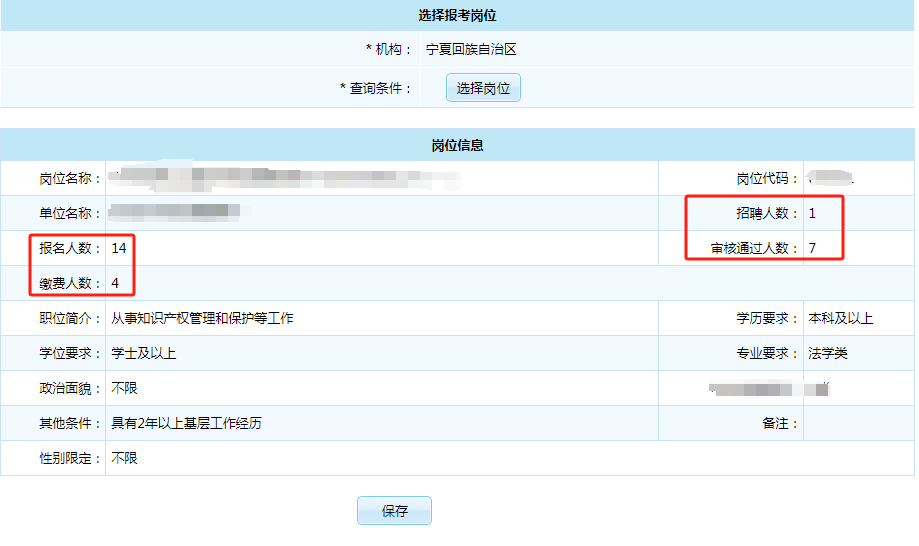 选择报考岗位
* 机构： 宁夏回族自治区
* 查询条件： 选择岗位
岗位信息
岗位名称： 岗位代码：
单位名称： 招聘人数： 1
报名人数： 14 审核通过人数： 7
缴费人数： 4
职位简介： 从事知识产权管理和保护等工作 学历要求： 本科及以上
学位要求： 学士及以上 专业要求： 法学类
政治面貌： 不限
其他条件： 具有2年以上基层工作经历 备注：
性别限定： 不限
保存